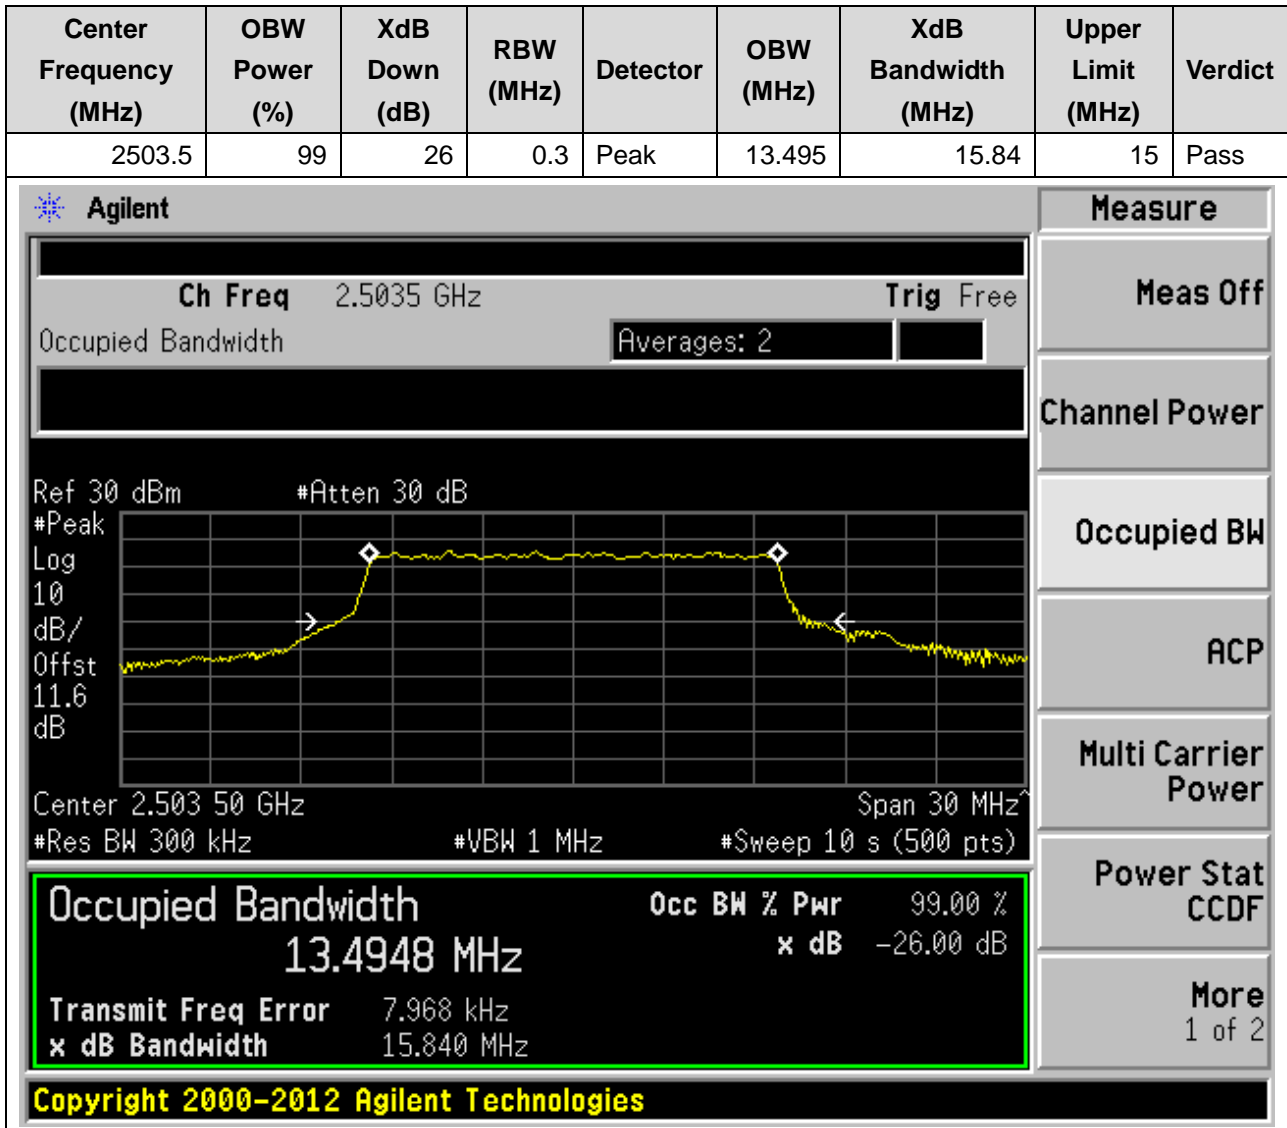 Center Frequency (MHz) OBW Power (%) XdB Down (dB) RBW (MHz) Detector OBW (MHz) XdB Bandwidth (MHz) Upper Limit (MHz) Verdict
2503.5 99 26 0.3 Peak 13.495 15.84 15 Pass
Agilent Measure
Ch Freq 2.5035 GHz Trig Free
Meas Off
Occupied Bandwidth Averages: 2
Channel Power
Ref 30 dBm #Atten 30 dB
#Peak
Log
10
dB/
Offst
11.6
dB
Occupied BW
ACP
Multi Carrier
Power
Center 2.503 50 GHz Span 30 MHz^
#Res BW 300 kHz #VBW 1 MHz #Sweep 10 s (500 pts)
Power Stat
CCDF
Occupied Bandwidth Occ BW % Pwr 99.00 %
13.4948 MHz x dB -26.00 dB
Transmit Freq Error 7.968 kHz
x dB Bandwidth 15.840 MHz
More
1 of 2
Copyright 2000-2012 Agilent Technologies